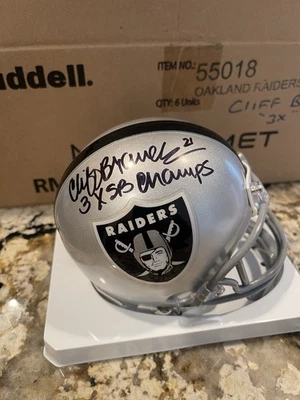 ddell.
ITEM NO.: 55018
OAKLAND RAIDERS
QTY: 6 Units
CLIFF B
"3X
MET
RM
Cliff Branch 21
3X SB Champs
RAIDERS